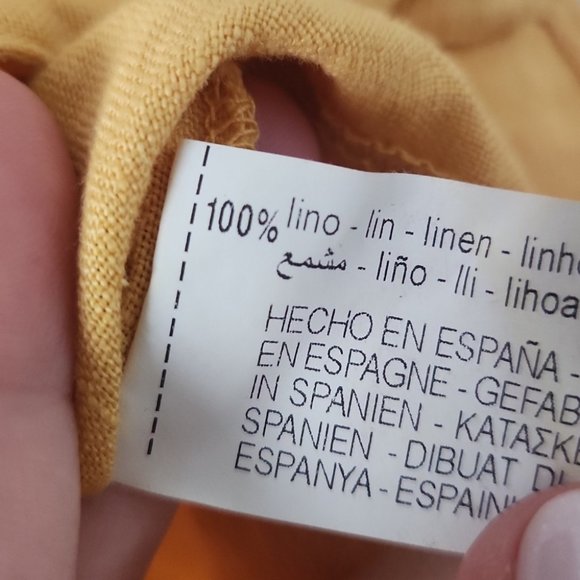 100% lino - lin - linen - linho
مشمع - liño - lli - lihoa
HECHO EN ESPAÑA -
EN ESPAGNE - GEFAB
IN SPANIEN - ΚΑΤΑΣΚΕ
SPANIEN - DIBUAT
ESPANYA - ESPAIN